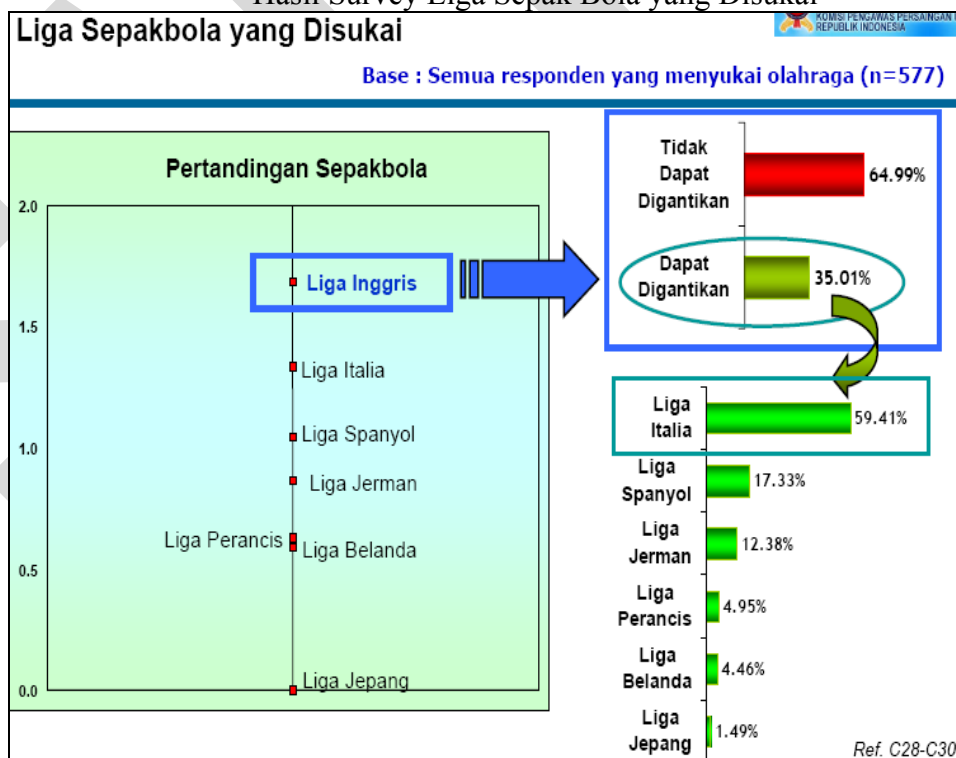 Hasil Survey Liga Sepak Bola yang Disukai
Liga Sepakbola yang Disukai
KOMISI PENGAWAS PERSAINGAN
REPUBLIK INDONESIA
Base : Semua responden yang menyukai olahraga (n=577)
Pertandingan Sepakbola
2.0
1.5
1.0
0.5
0.0
Liga Inggris
Liga Italia
Liga Spanyol
Liga Jerman
Liga Perancis
Liga Belanda
Liga Jepang
Tidak
Dapat
Digantikan
64.99%
Dapat
Digantikan
35.01%
Liga
Italia
59.41%
Liga
Spanyol
17.33%
Liga
Jerman
12.38%
Liga
Perancis
4.95%
Liga
Belanda
4.46%
Liga
Jepang
1.49%
Ref. C28-C30